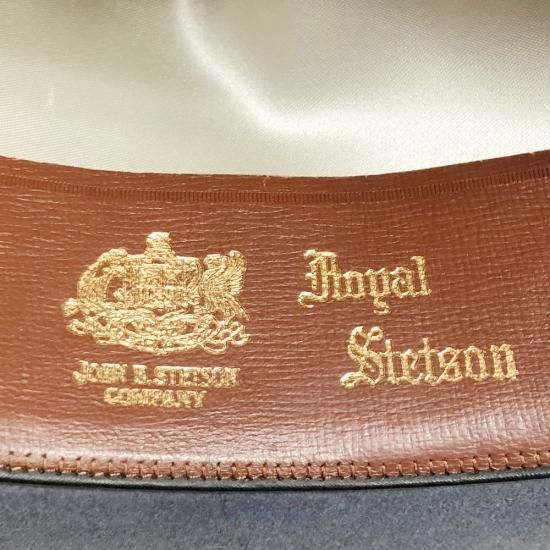 Royal
Stetson
JOHN B. STETSON
COMPANY